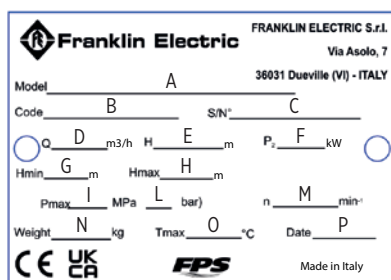 Franklin Electric
FRANKLIN ELECTRIC S.r.l.
Via Asolo, 7
36031 Dueville (VI) - ITALY
Model A
Code B S/N° C
Q D m3/h H E m P₂ F kW
Hmin G m Hmax H m
Pmax I MPa L bar) n M min⁻¹
Weight N kg Tmax O °C Date P
CE UK CA FPS Made in Italy